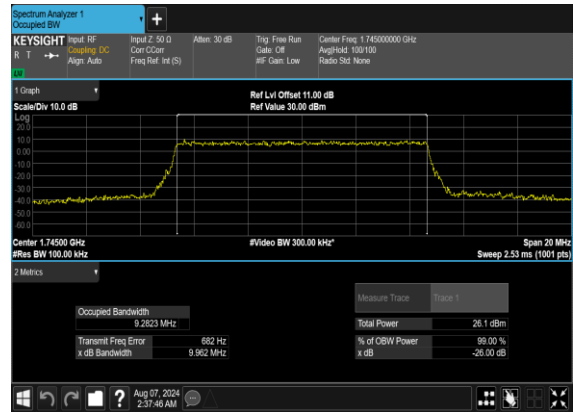 Spectrum Analyzer 1
Occupied BW
KEYSIGHT
R T
LU
Input: RF
Coupling: DC
Align: Auto
Input Z: 50 Ω
Corr CCorr
Freq Ref: Int (S)
Atten: 30 dB
Trig: Free Run
Gate: Off
#IF Gain: Low
Center Freq: 1.745000000 GHz
Avg|Hold: 100/100
Radio Std: None
1 Graph
Scale/Div 10.0 dB
Ref Lvl Offset 11.00 dB
Ref Value 30.00 dBm
Log
20.0
10.0
0.00
-10.0
-20.0
-30.0
-40.0
-50.0
-60.0
Center 1.74500 GHz
#Video BW 300.00 kHz*
Span 20 MHz
#Res BW 100.00 kHz
Sweep 2.53 ms (1001 pts)
2 Metrics
Measure Trace Trace 1
Occupied Bandwidth
9.2823 MHz
Total Power 26.1 dBm
Transmit Freq Error 682 Hz
% of OBW Power 99.00 %
x dB Bandwidth 9.962 MHz
x dB -26.00 dB
?
Aug 07, 2024
2:37:46 AM